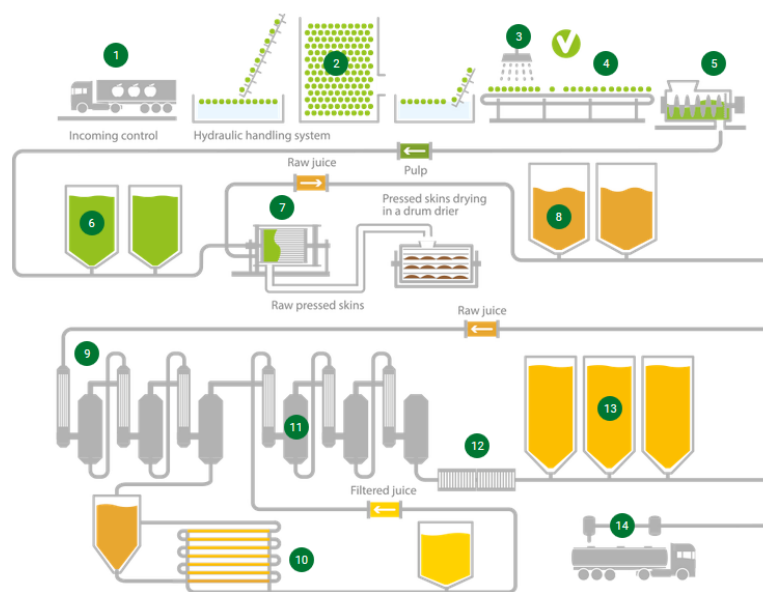 1
2
3
4
5
Incoming control
Hydraulic handling system
Raw juice
Pulp
6
7
Pressed skins drying
in a drum drier
8
Raw pressed skins
Raw juice
9
11
12
13
Filtered juice
14
10